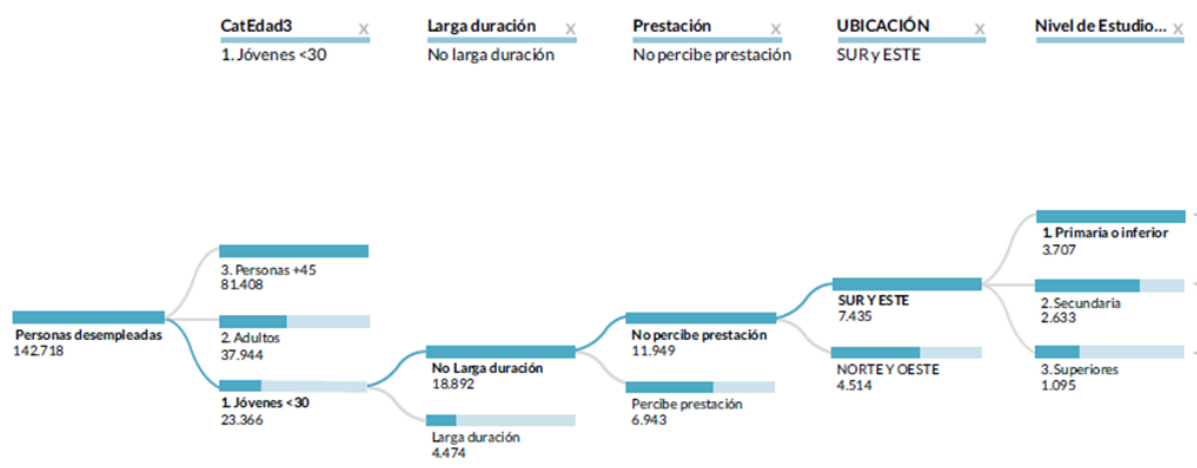 CatEdad3 x
1. Jóvenes <30
Larga duración x
No larga duración
Prestación x
No percibe prestación
UBICACIÓN x
SUR y ESTE
Nivel de Estudio... x
Personas desempleadas
142.718
3. Personas +45
81.408
2. Adultos
37.944
1. Jóvenes <30
23.366
No Larga duración
18.892
Larga duración
4.474
No percibe prestación
11.949
Percibe prestación
6.943
SUR Y ESTE
7.435
NORTE Y OESTE
4.514
1. Primaria o inferior
3.707
2. Secundaria
2.633
3. Superiores
1.095